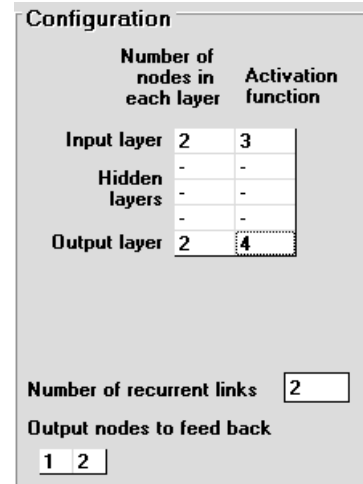 Configuration
Number of nodes in each layer
Activation function
Input layer 2 3
- -
Hidden layers - -
- -
Output layer 2 4
Number of recurrent links 2
Output nodes to feed back
1 2